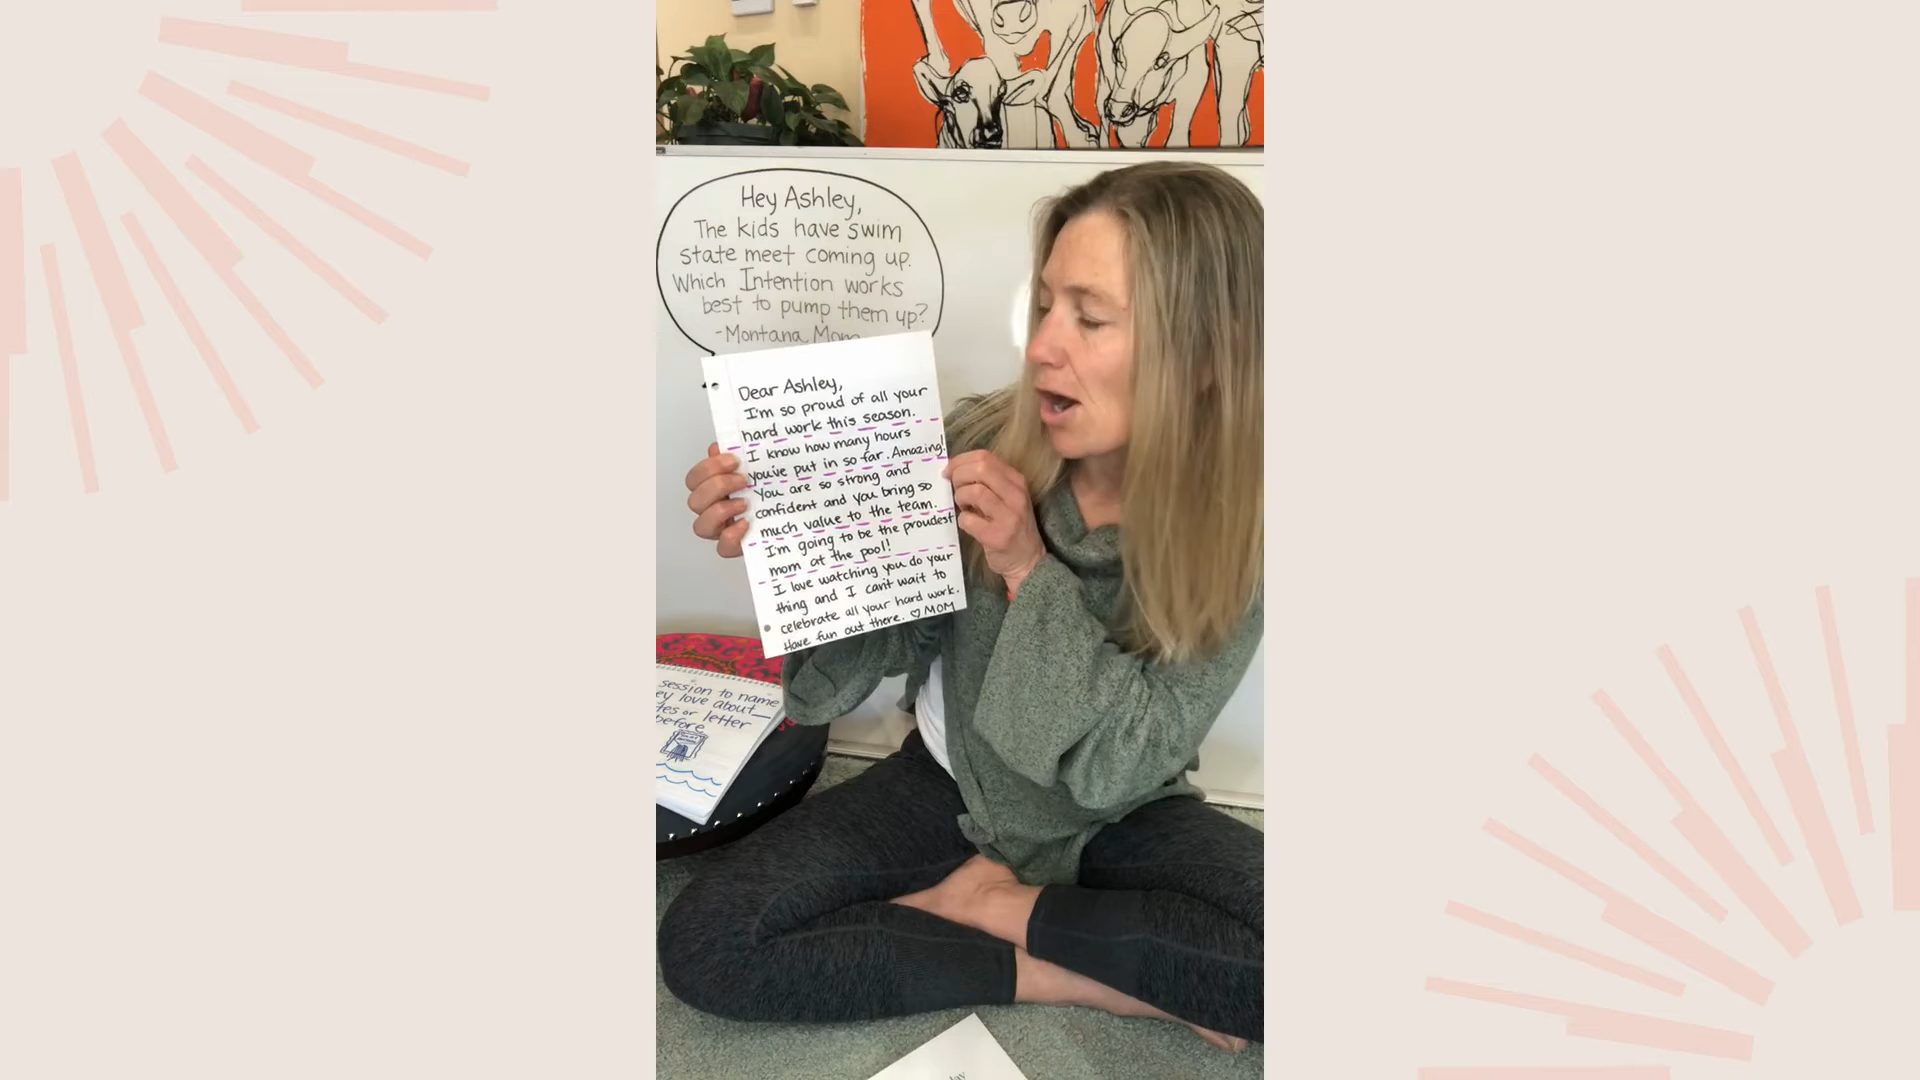 Hey Ashley,
The kids have swim
state meet coming up.
Which Intention works
best to pump them up?
-Montana Mom
Dear Ashley,
I'm so proud of all your
hard work this season.
I know how many hours
you've put in so far. Amazing!
You are so strong and
confident and you bring so
much value to the team.
I'm going to be the proudest
mom at the pool!
I love watching you do your
thing and I can't wait to
celebrate all your hard work.
Have fun out there. ♡ MOM
session to name
ey love about
tes or letter
before